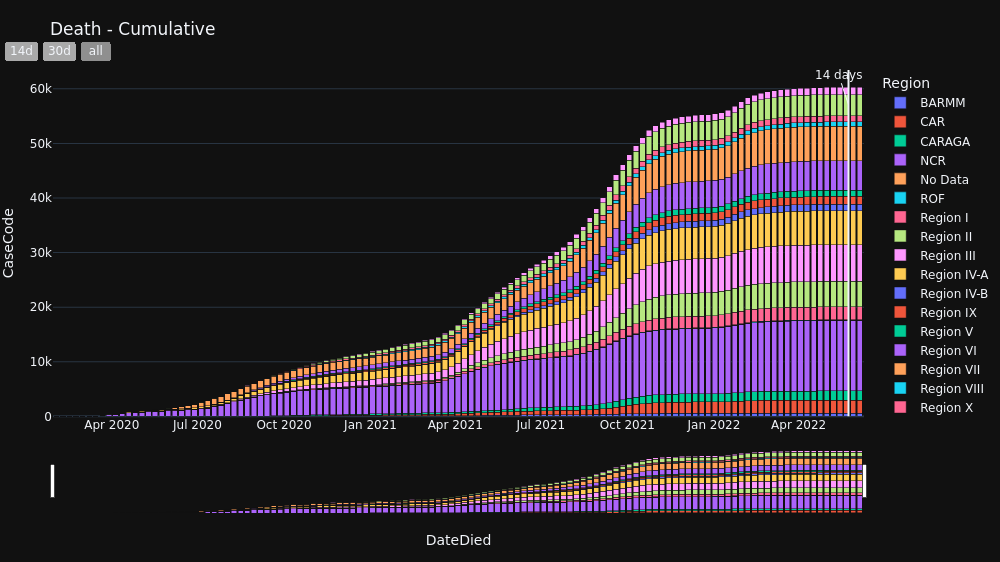 Death - Cumulative
14d 30d all
14 days
Region
BARMM
CAR
CARAGA
NCR
No Data
ROF
Region I
Region II
Region III
Region IV-A
Region IV-B
Region IX
Region V
Region VI
Region VII
Region VIII
Region X
CaseCode
60k
50k
40k
30k
20k
10k
0
Apr 2020 Jul 2020 Oct 2020 Jan 2021 Apr 2021 Jul 2021 Oct 2021 Jan 2022 Apr 2022
DateDied